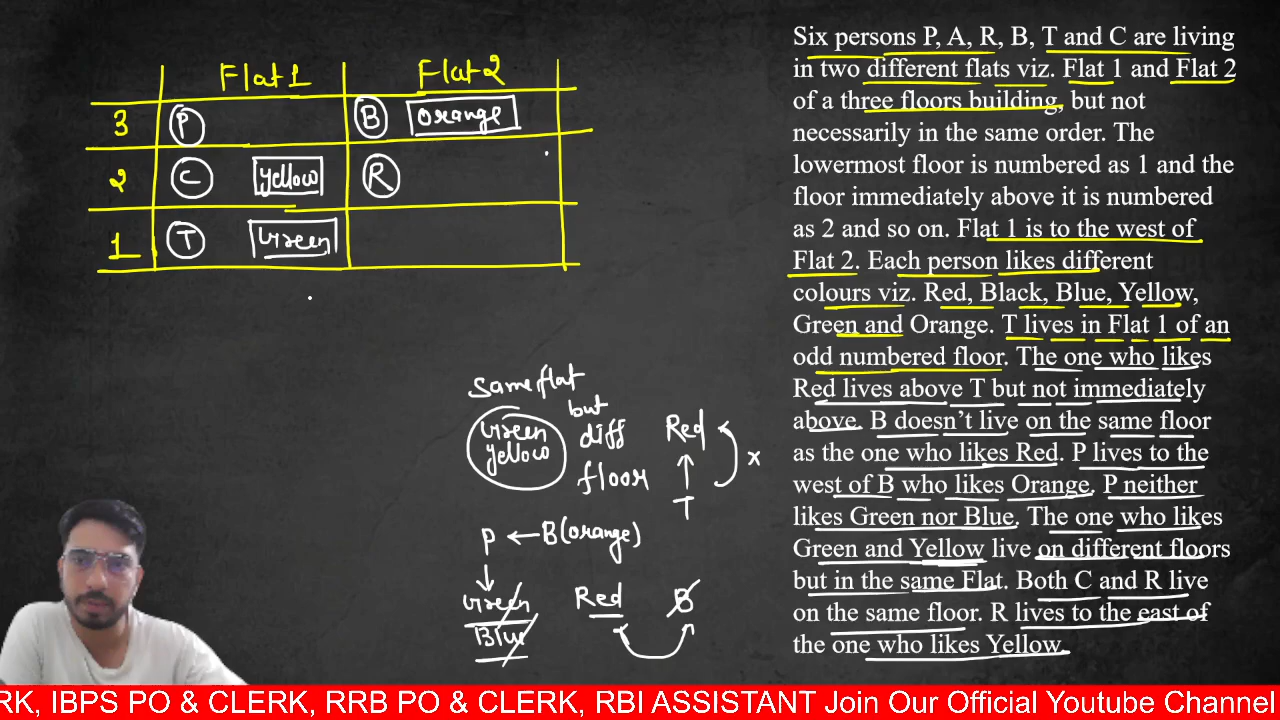 Flat 1 Flat 2
3 P B Orange
2 C Yellow R
1 T Green
Same flat
but
Green
Yellow
diff
floor
Red
T
x
P ← B(orange)
Green
Blue
Red B
Six persons P, A, R, B, T and C are living
in two different flats viz. Flat 1 and Flat 2
of a three floors building, but not
necessarily in the same order. The
lowermost floor is numbered as 1 and the
floor immediately above it is numbered
as 2 and so on. Flat 1 is to the west of
Flat 2. Each person likes different
colours viz. Red, Black, Blue, Yellow,
Green and Orange. T lives in Flat 1 of an
odd numbered floor. The one who likes
Red lives above T but not immediately
above. B doesn't live on the same floor
as the one who likes Red. P lives to the
west of B who likes Orange. P neither
likes Green nor Blue. The one who likes
Green and Yellow live on different floors
but in the same Flat. Both C and R live
on the same floor. R lives to the east of
the one who likes Yellow.
RK, IBPS PO & CLERK, RRB PO & CLERK, RBI ASSISTANT Join Our Official Youtube Channel